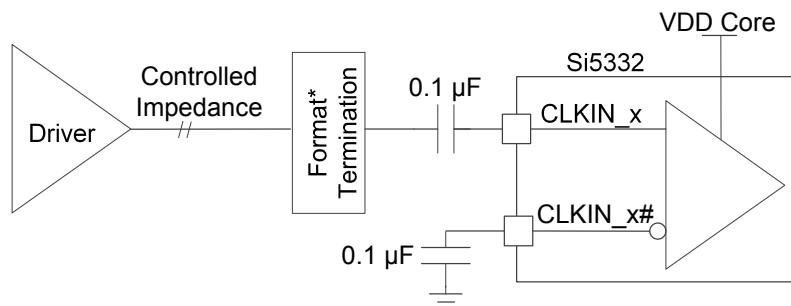 VDD Core
Si5332
Controlled
Impedance
0.1 µF
CLKIN_x
Driver
Format*
Termination
CLKIN_x#
0.1 µF